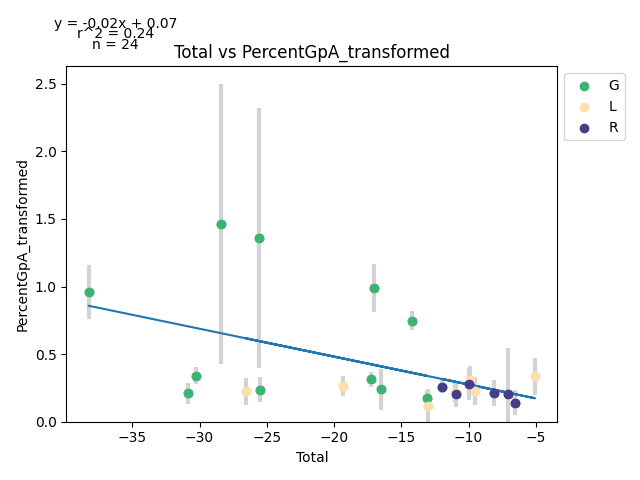 y = -0.02x + 0.07
r^2 = 0.24
n = 24
Total vs PercentGpA_transformed
G
L
R
PercentGpA_transformed
2.5
2.0
1.5
1.0
0.5
0.0
−35 −30 −25 −20 −15 −10 −5
Total